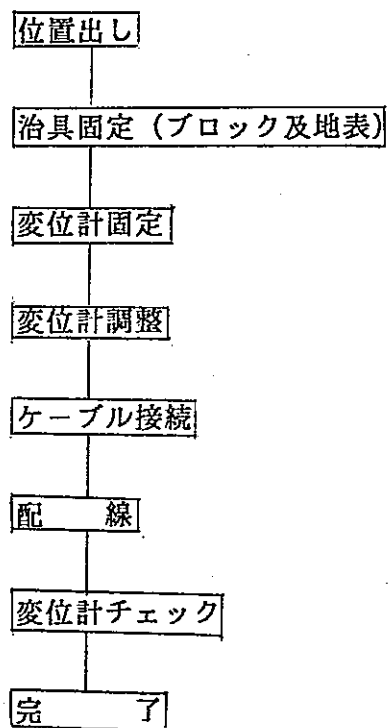 位置出し
治具固定（ブロック及地表）
変位計固定
変位計調整
ケーブル接続
配　　線
変位計チェック
完　　了